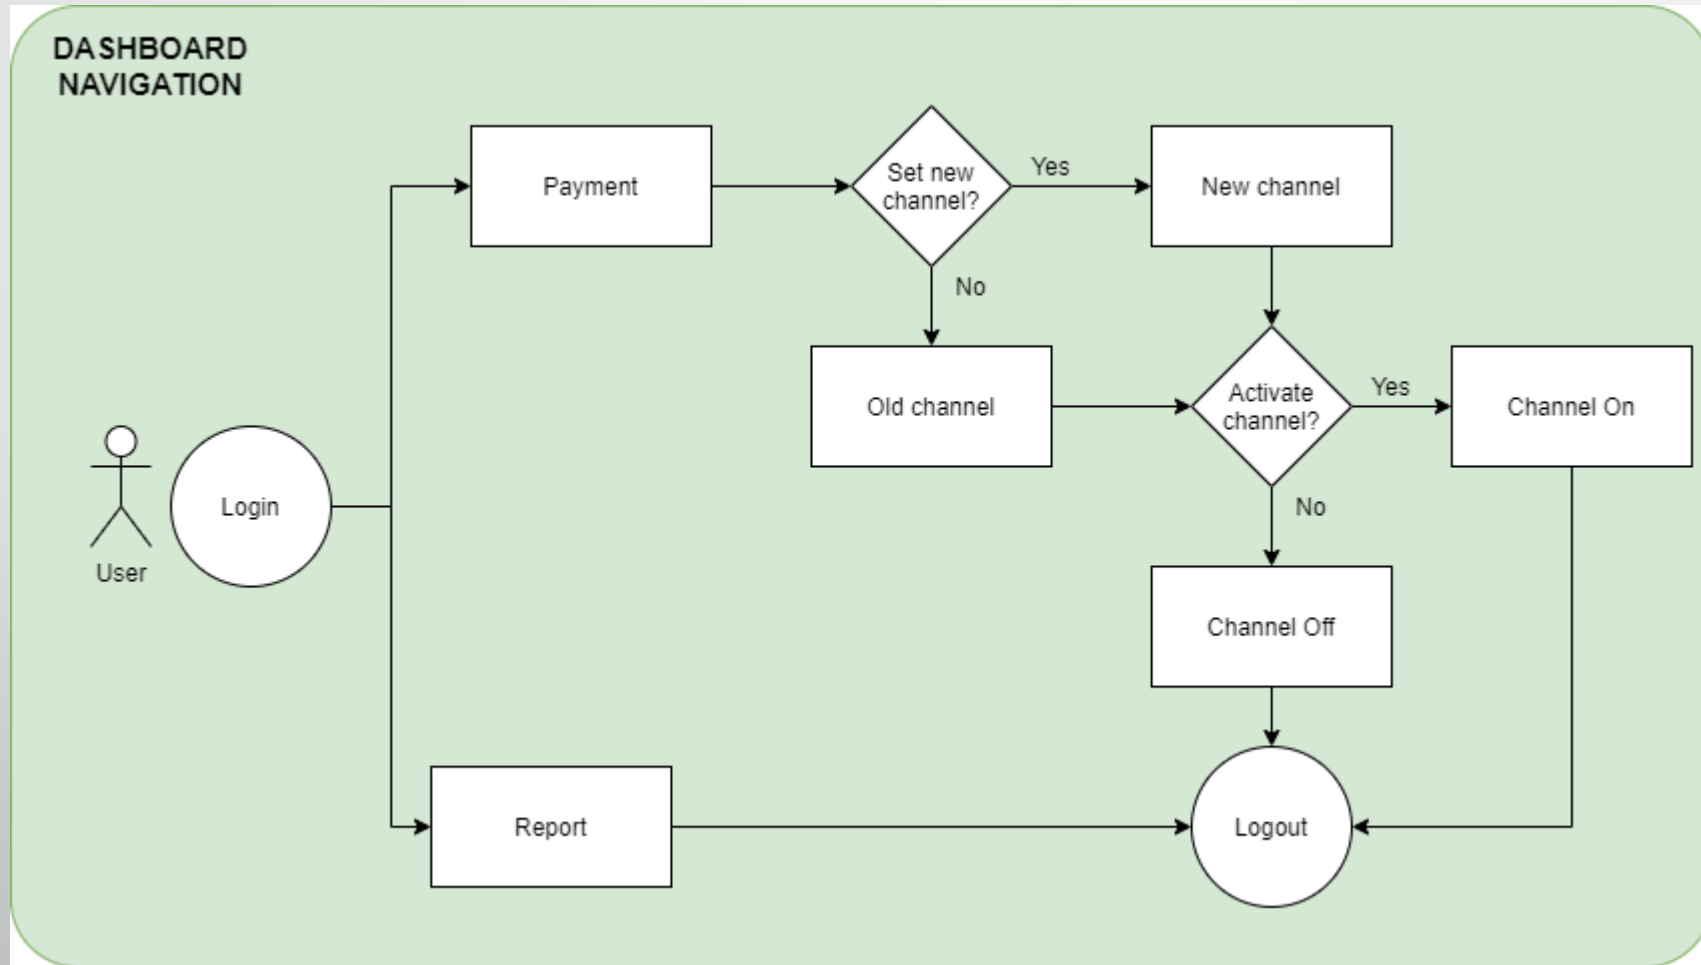 DASHBOARD
NAVIGATION
Payment
Set new
channel?
Yes
New channel
No
Old channel
Activate
channel?
Yes
Channel On
Login
User
No
Channel Off
Report
Logout